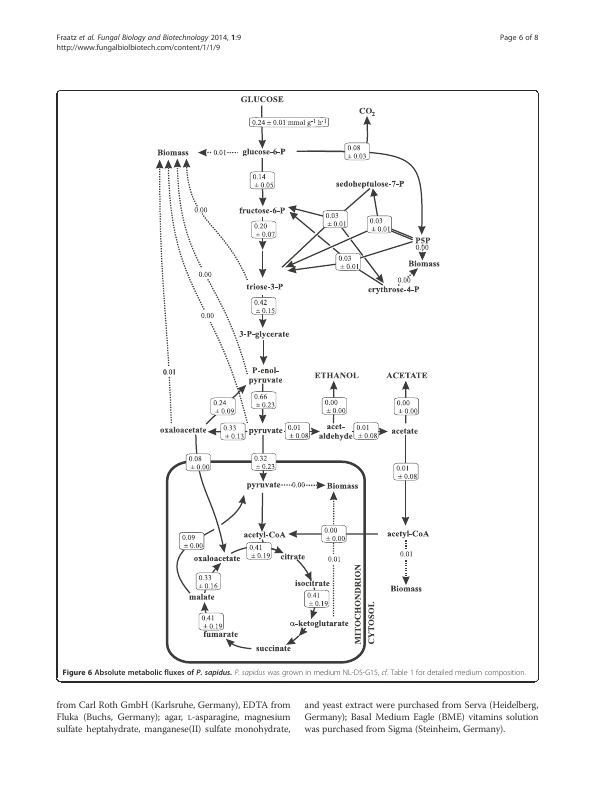 Fraatz et al. Fungal Biology and Biotechnology 2014, 1:9
http://www.fungalbiolbiotech.com/content/1/1/9
Page 6 of 8
GLUCOSE
CO2
0.24 ± 0.01 mmol g-1 h-1
Biomass
0.01
glucose-6-P
0.08
± 0.03
0.14
± 0.05
sedoheptulose-7-P
0.00
fructose-6-P
0.03
± 0.01
0.03
± 0.01
0.20
± 0.07
P5P
0.00
0.03
± 0.01
Biomass
0.00
0.00
triose-3-P
erythrose-4-P
0.42
± 0.15
0.00
3-P-glycerate
0.01
P-enol-
pyruvate
ETHANOL
ACETATE
0.24
± 0.09
0.66
± 0.23
0.00
± 0.00
0.00
± 0.00
oxaloacetate
0.33
± 0.13
pyruvate
0.01
± 0.08
acet-
aldehyde
0.01
± 0.08
acetate
0.08
± 0.00
0.32
± 0.23
0.01
± 0.08
pyruvate
0.00
Biomass
0.09
± 0.00
acetyl-CoA
0.00
± 0.00
acetyl-CoA
0.41
± 0.19
oxaloacetate
citrate
0.01
0.01
0.33
± 0.16
isocitrate
Biomass
malate
0.41
± 0.19
0.41
± 0.19
α-ketoglutarate
fumarate
succinate
MITOCHONDRION
CYTOSOL
Figure 6 Absolute metabolic fluxes of P. sapidus. P. sapidus was grown in medium NL-D5-G15, cf. Table 1 for detailed medium composition.
from Carl Roth GmbH (Karlsruhe, Germany), EDTA from
Fluka (Buchs, Germany); agar, L-asparagine, magnesium
sulfate heptahydrate, manganese(II) sulfate monohydrate,
and yeast extract were purchased from Serva (Heidelberg,
Germany); Basal Medium Eagle (BME) vitamins solution
was purchased from Sigma (Steinheim, Germany).